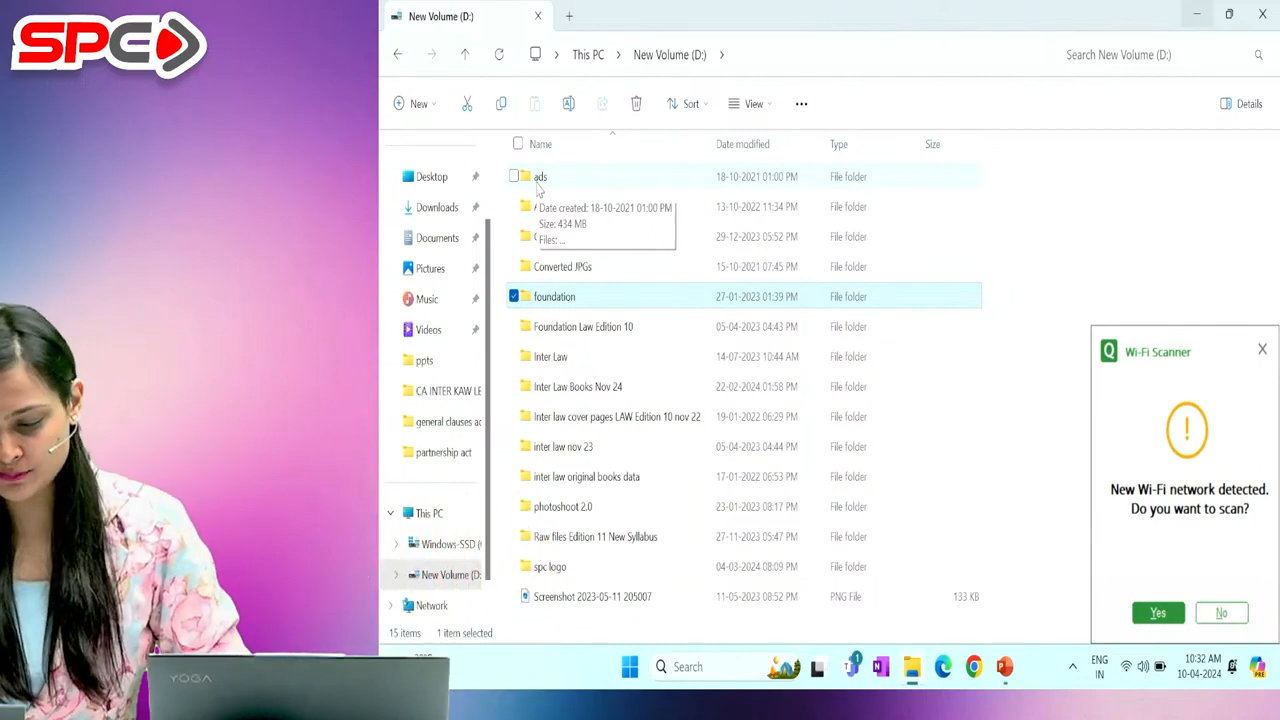 SPC
New Volume (D:)
This PC > New Volume (D:) >
Search New Volume (D:)
New
Sort
View
Details
Name Date modified Type Size
Desktop
Downloads
Documents
Pictures
Music
Videos
ppts
CA INTER KAW LE
general clauses ac
partnership act
This PC
Windows-SSD (
New Volume (D:
Network
ads 18-10-2021 01:00 PM File folder
13-10-2022 11:34 PM File folder
29-12-2023 05:52 PM File folder
Date created: 18-10-2021 01:00 PM
Size: 434 MB
Files: ...
Converted JPGs 15-10-2021 07:45 PM File folder
foundation 27-01-2023 01:39 PM File folder
Foundation Law Edition 10 05-04-2023 04:43 PM File folder
Inter Law 14-07-2023 10:44 AM File folder
Inter Law Books Nov 24 22-02-2024 01:58 PM File folder
Inter law cover pages LAW Edition 10 nov 22 19-01-2022 06:29 PM File folder
inter law nov 23 05-04-2023 04:44 PM File folder
inter law original books data 17-01-2022 06:53 PM File folder
photoshoot 2.0 23-01-2023 08:17 PM File folder
Raw files Edition 11 New Syllabus 27-11-2023 05:47 PM File folder
spc logo 04-03-2024 08:09 PM File folder
Screenshot 2023-05-11 205007 11-05-2023 08:52 PM PNG File 133 KB
15 items 1 item selected
Q Wi-Fi Scanner
New Wi-Fi network detected.
Do you want to scan?
Yes No
YOGA
Search
ENG
IN
10:32 AM
10-04-2024
PRE